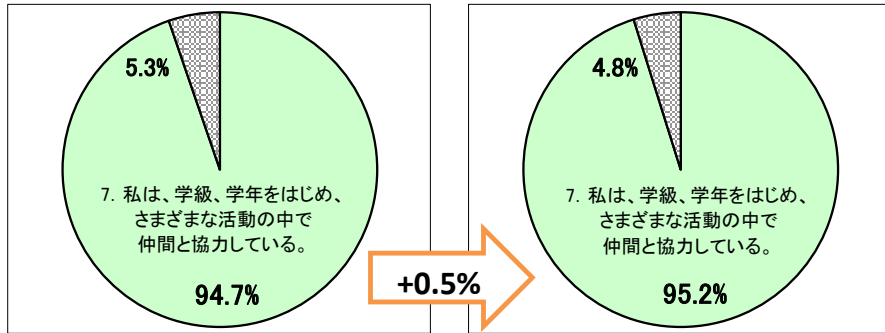 5.3%
7. 私は、学級、学年をはじめ、
さまざまな活動の中で
仲間と協力している。
94.7%
+0.5%
4.8%
7. 私は、学級、学年をはじめ、
さまざまな活動の中で
仲間と協力している。
95.2%